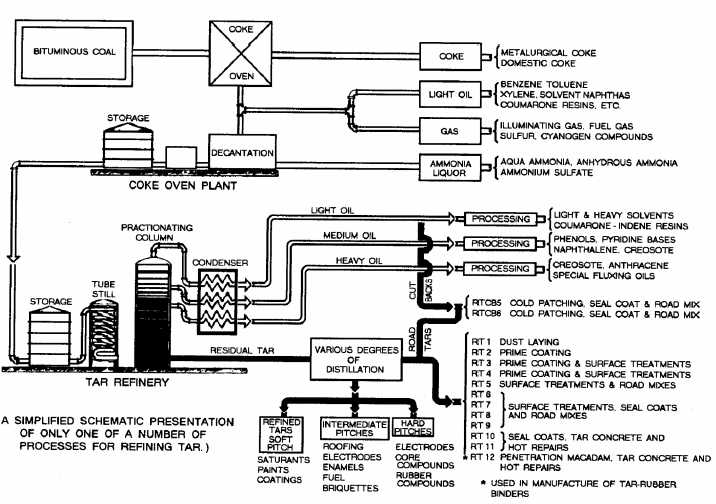 BITUMINOUS COAL
COKE
OVEN
COKE
METALURGICAL COKE
DOMESTIC COKE
LIGHT OIL
BENZENE TOLUENE
XYLENE, SOLVENT NAPHTHAS
COUMARONE RESINS, ETC.
GAS
ILLUMINATING GAS, FUEL GAS
SULFUR, CYANOGEN COMPOUNDS
STORAGE
DECANTATION
AMMONIA
LIQUOR
AQUA AMMONIA, ANHYDROUS AMMONIA
AMMONIUM SULFATE
COKE OVEN PLANT
PRACTIONATING
COLUMN
LIGHT OIL
PROCESSING
LIGHT & HEAVY SOLVENTS
COUMARONE-INDENE RESINS
MEDIUM OIL
PROCESSING
PHENOLS, PYRIDINE BASES
NAPHTHALENE, CREOSOTE
CONDENSER
HEAVY OIL
PROCESSING
CREOSOTE, ANTHRACENE
SPECIAL FLUXING OILS
TUBE
STILL
STORAGE
CUT
BACKS
RTCB5 COLD PATCHING, SEAL COAT & ROAD MIX
RTCB6 COLD PATCHING, SEAL COAT & ROAD MIX
ROAD
TARS
RESIDUAL TAR
VARIOUS DEGREES
OF
DISTILLATION
TAR REFINERY
RT 1 DUST LAYING
RT 2 PRIME COATING
RT 3 PRIME COATING & SURFACE TREATMENTS
RT 4 PRIME COATING & SURFACE TREATMENTS
RT 5 SURFACE TREATMENTS & ROAD MIXES
RT 6
RT 7
RT 8
RT 9
SURFACE TREATMENTS, SEAL COATS
AND ROAD MIXES
RT 10
RT 11
SEAL COATS, TAR CONCRETE AND
HOT REPAIRS
* RT 12 PENETRATION MACADAM, TAR CONCRETE AND
HOT REPAIRS
* USED IN MANUFACTURE OF TAR-RUBBER
BINDERS
A SIMPLIFIED SCHEMATIC PRESENTATION
OF ONLY ONE OF A NUMBER OF
PROCESSES FOR REFINING TAR.)
REFINED
TARS
SOFT
PITCH
SATURANTS
PAINTS
COATINGS
INTERMEDIATE
PITCHES
ROOFING
ELECTRODES
ENAMELS
FUEL
BRIQUETTES
HARD
PITCHES
ELECTRODES
CORE
COMPOUNDS
RUBBER
COMPOUNDS